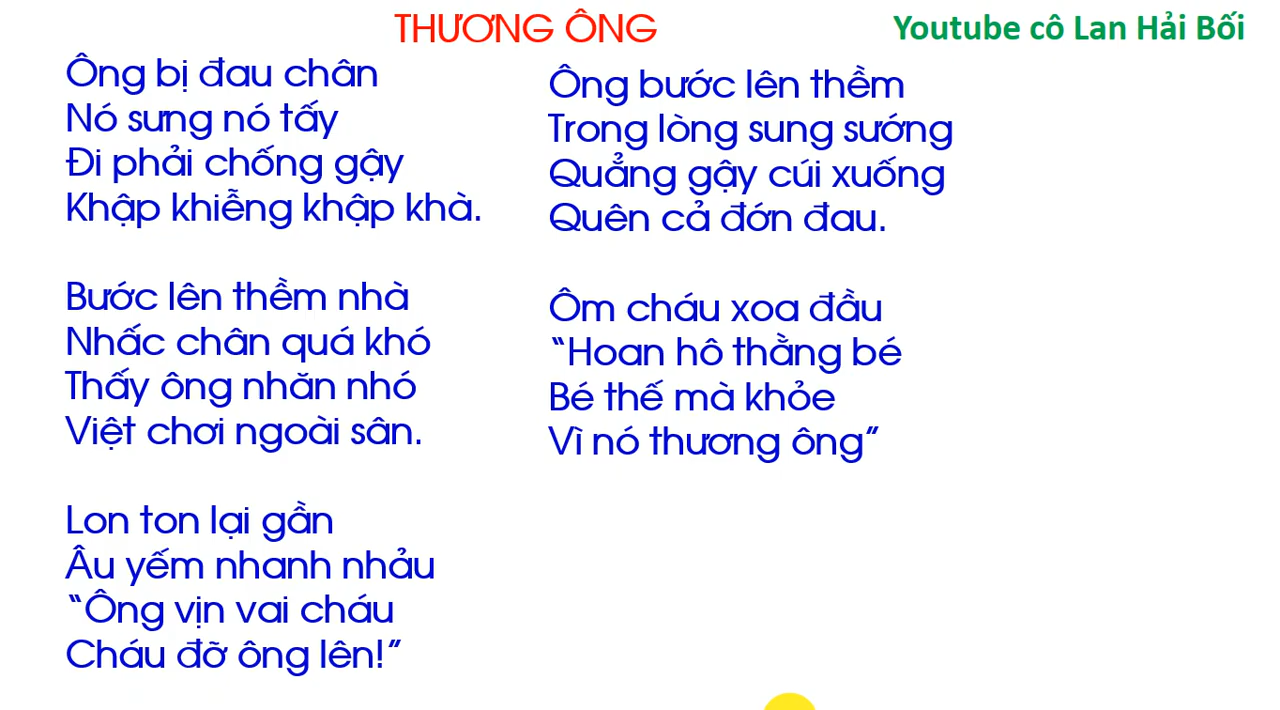 THƯƠNG ÔNG
Youtube cô Lan Hải Bối
Ông bị đau chân
Nó sưng nó tấy
Đi phải chống gậy
Khập khiễng khập khà.
Bước lên thềm nhà
Nhấc chân quá khó
Thấy ông nhăn nhó
Việt chơi ngoài sân.
Lon ton lại gần
Âu yếm nhanh nhảu
“Ông vịn vai cháu
Cháu đỡ ông lên!”
Ông bước lên thềm
Trong lòng sung sướng
Quẳng gậy cúi xuống
Quên cả đớn đau.
Ôm cháu xoa đầu
“Hoan hô thằng bé
Bé thế mà khỏe
Vì nó thương ông”